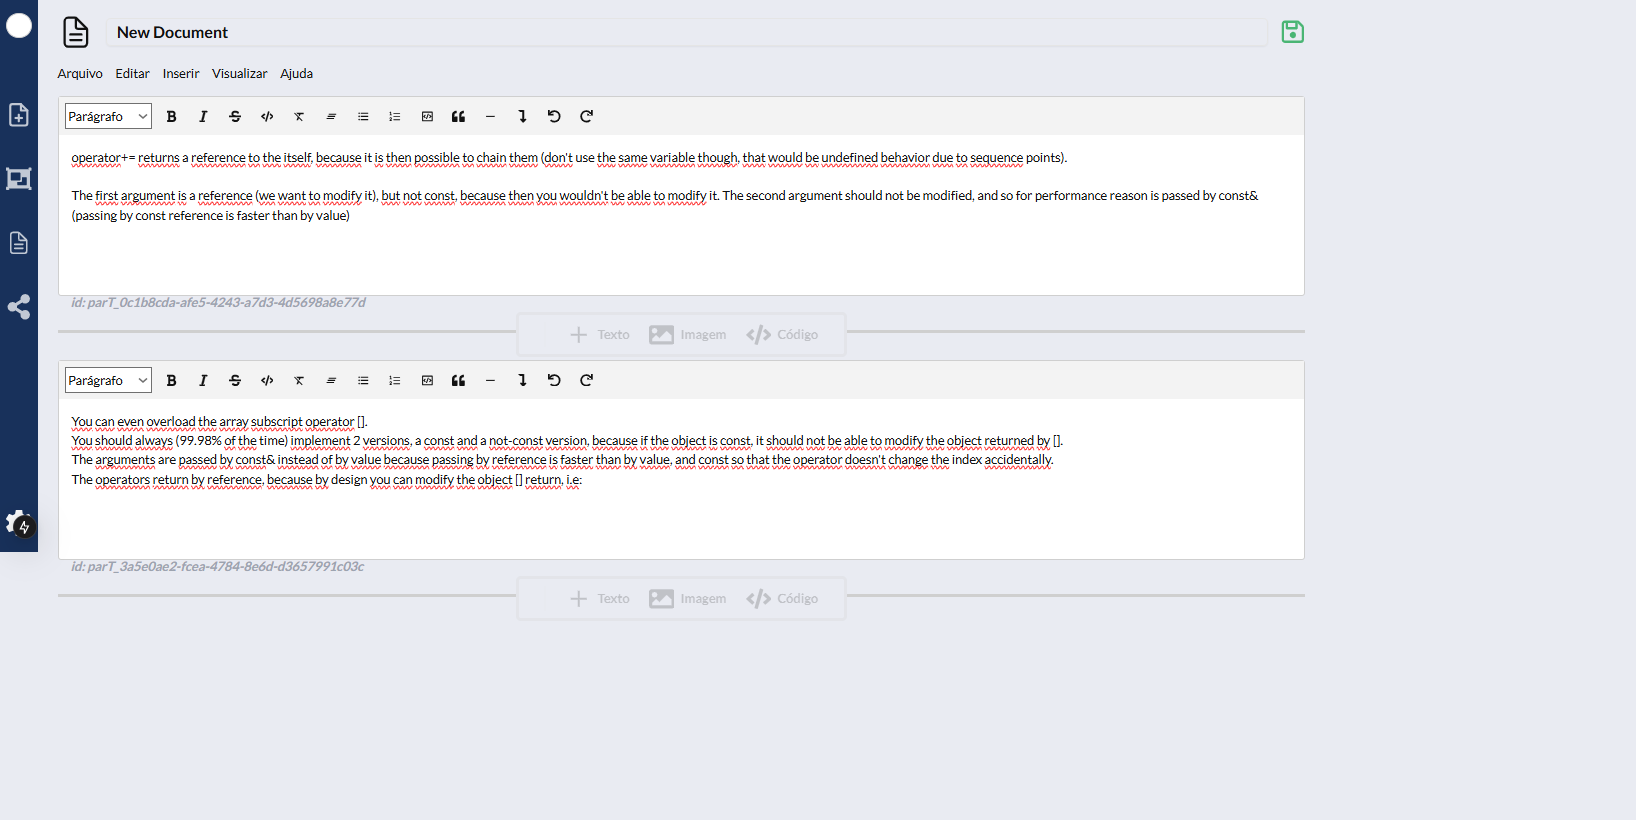 New Document
Arquivo Editar Inserir Visualizar Ajuda
Parágrafo
operator+= returns a reference to the itself, because it is then possible to chain them (don't use the same variable though, that would be undefined behavior due to sequence points).
The first argument is a reference (we want to modify it), but not const, because then you wouldn't be able to modify it. The second argument should not be modified, and so for performance reason is passed by const&
(passing by const reference is faster than by value)
id: parT_0c1b8cda-afe5-4243-a7d3-4d5698a8e77d
Texto Imagem Código
Parágrafo
You can even overload the array subscript operator [].
You should always (99.98% of the time) implement 2 versions, a const and a not-const version, because if the object is const, it should not be able to modify the object returned by [].
The arguments are passed by const& instead of by value because passing by reference is faster than by value, and const so that the operator doesn't change the index accidentally.
The operators return by reference, because by design you can modify the object [] return, i.e:
id: parT_3a5e0ae2-fcea-4784-8e6d-d3657991c03c
Texto Imagem Código